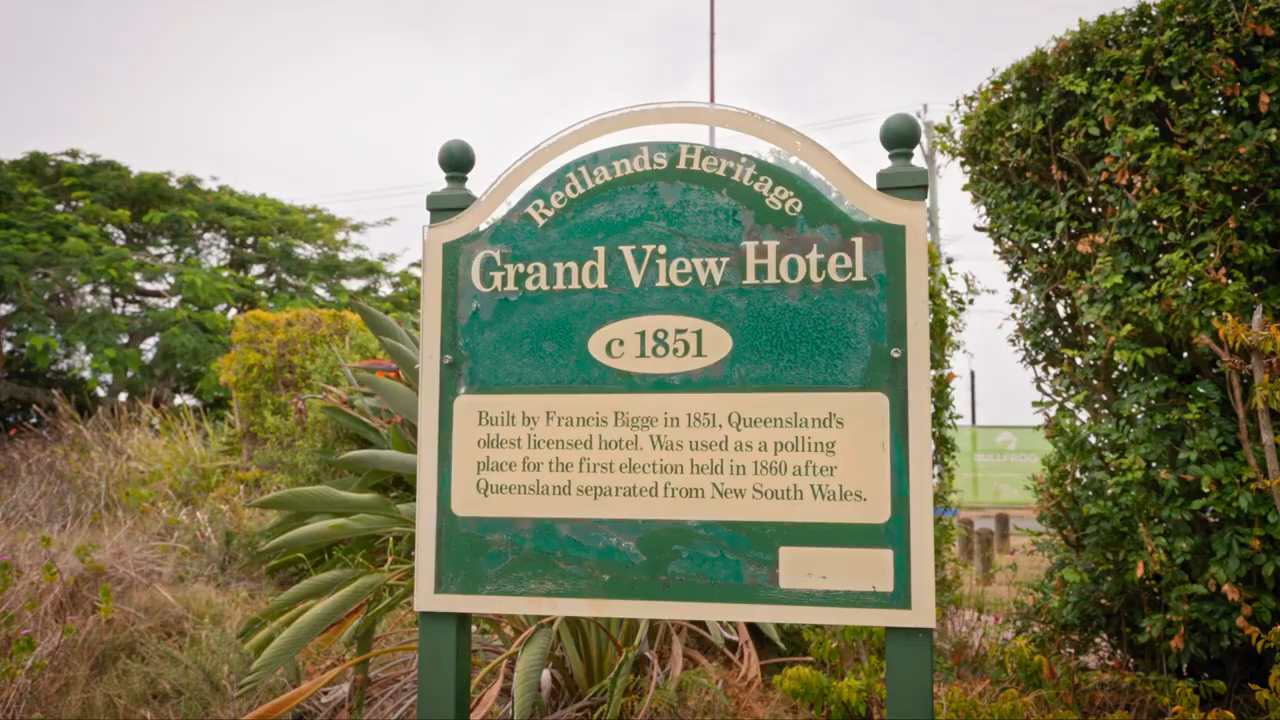 Redlands Heritage
Grand View Hotel
c 1851
Built by Francis Bigge in 1851, Queensland's
oldest licensed hotel. Was used as a polling
place for the first election held in 1860 after
Queensland separated from New South Wales.
BULLFROG